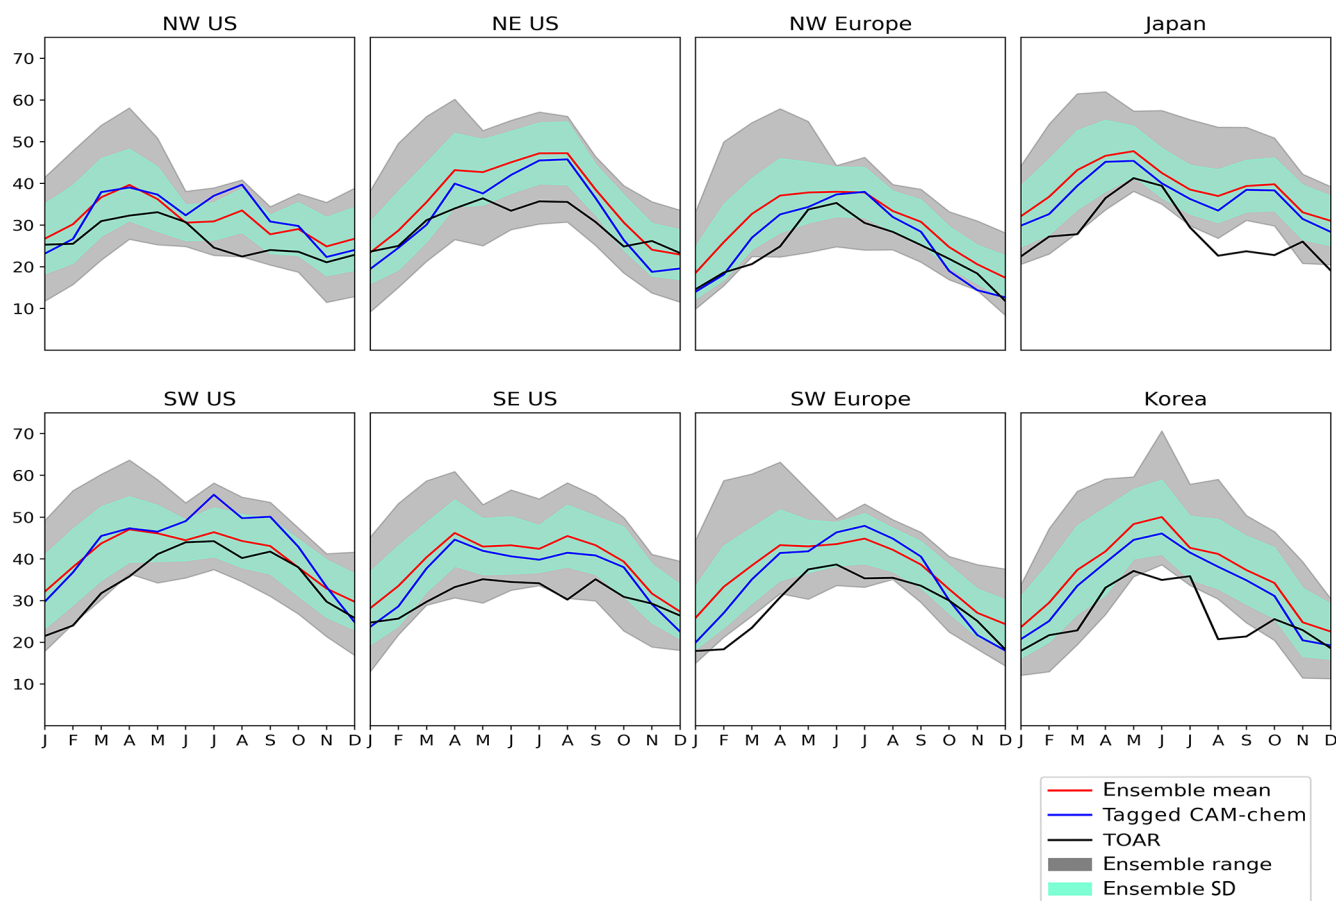 NW US NE US NW Europe Japan
70
60
50
40
30
20
10
SW US SE US SW Europe Korea
70
60
50
40
30
20
10
J F M A M J J A S O N D J F M A M J J A S O N D J F M A M J J A S O N D J F M A M J J A S O N D
Ensemble mean
Tagged CAM-chem
TOAR
Ensemble range
Ensemble SD